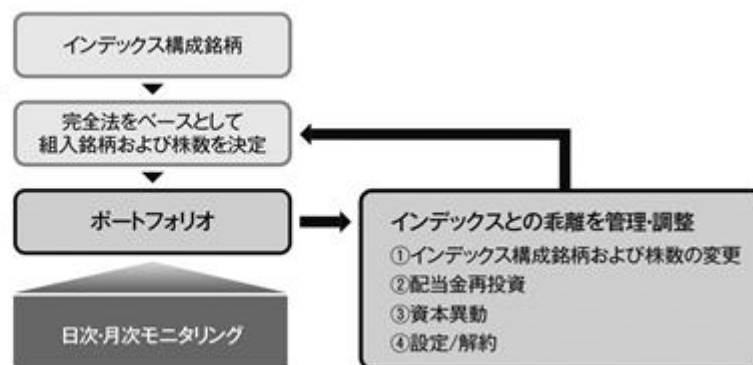 インデックス構成銘柄
完全法をベースとして
組入銘柄および株数を決定
ポートフォリオ
日次・月次モニタリング
インデックスとの乖離を管理・調整
①インデックス構成銘柄および株数の変更
②配当金再投資
③資本異動
④設定/解約